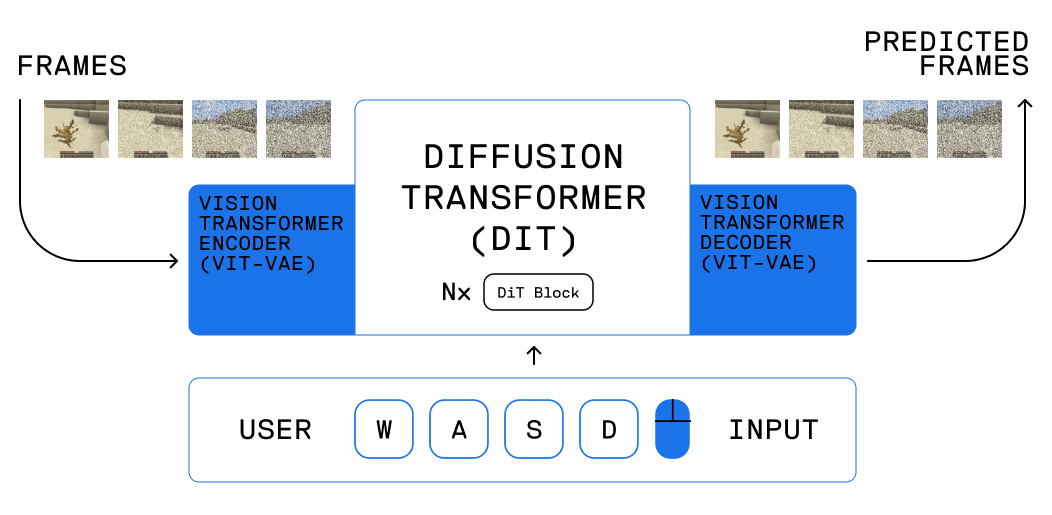 FRAMES
PREDICTED
FRAMES
DIFFUSION
TRANSFORMER
(DIT)
Nx DiT Block
VISION
TRANSFORMER
ENCODER
(VIT-VAE)
VISION
TRANSFORMER
DECODER
(VIT-VAE)
USER W A S D INPUT